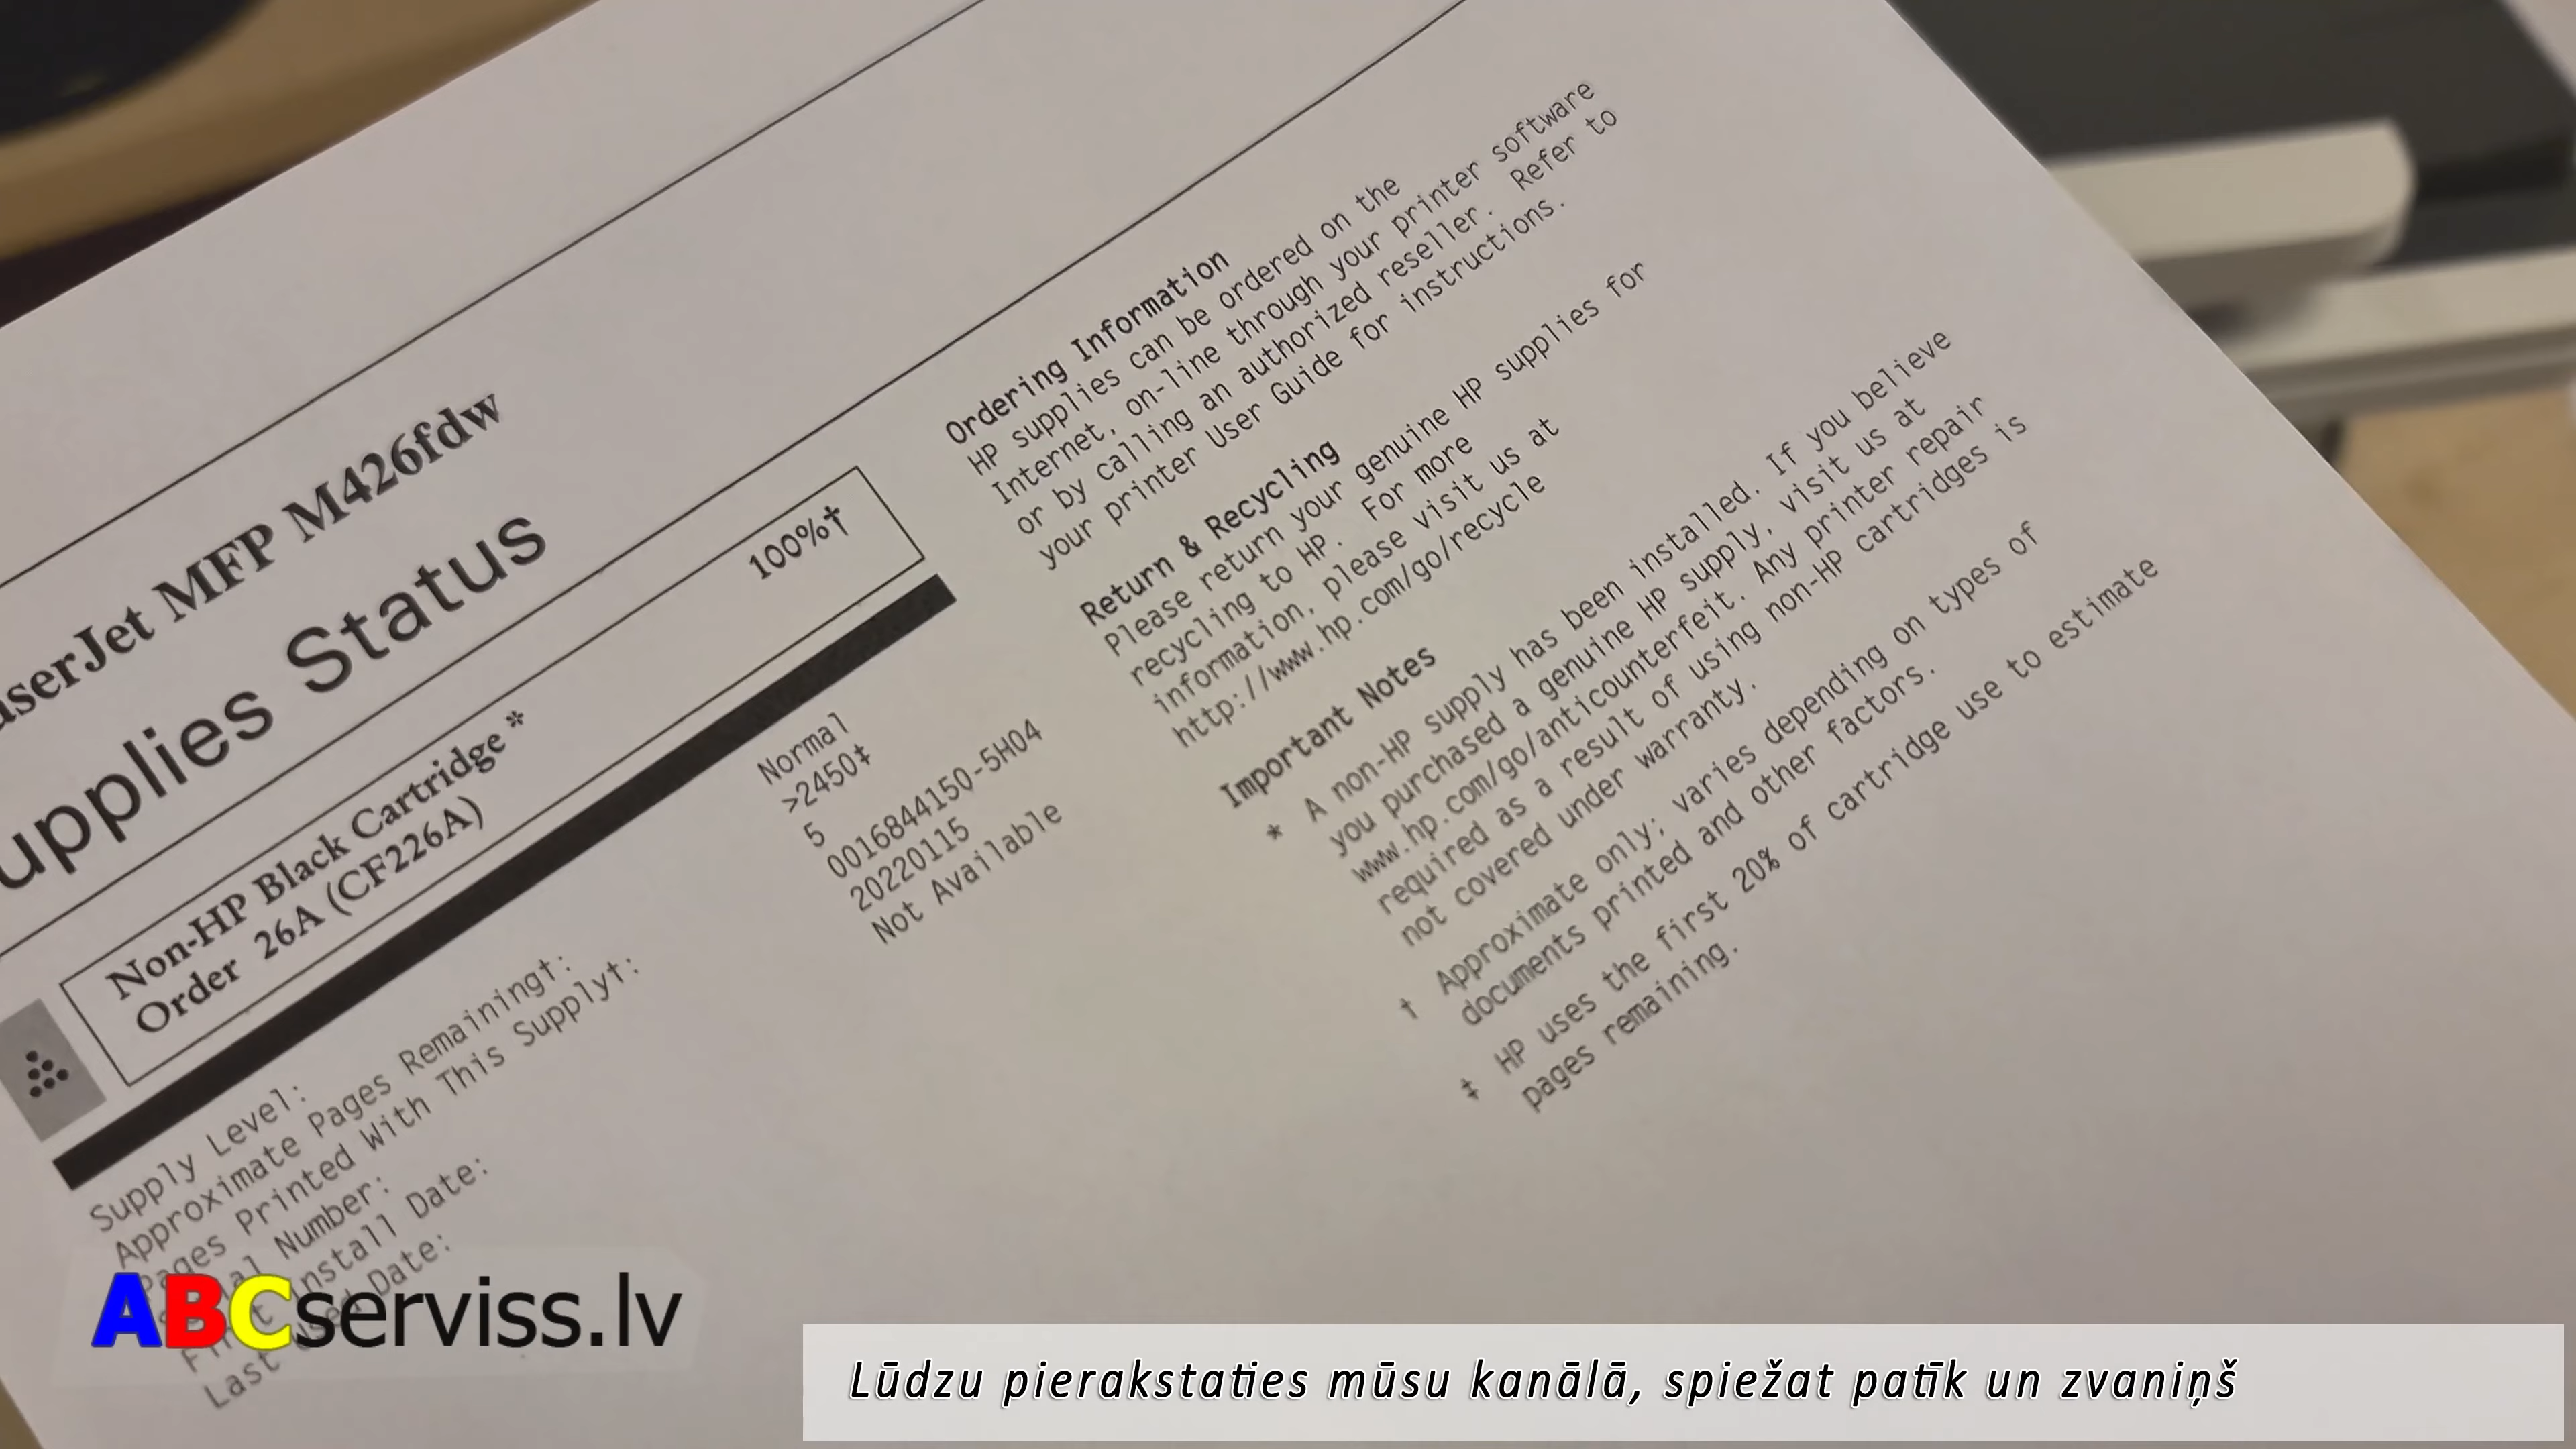 aserJet MFP M426fdw
upplies Status
Non-HP Black Cartridge *
Order 26A (CF226A)
100%†
Supply Level:
Approximate Pages Remaining†:
Pages Printed With This Supply†:
Number:
Install Date:
Last Used Date:
Normal
>2450‡
5
0016844150-5H04
20220115
Not Available
Ordering Information
HP supplies can be ordered on the
Internet, on-line through your printer software
or by calling an authorized reseller. Refer to
your printer User Guide for instructions.
Return & Recycling
Please return your genuine HP supplies for
recycling to HP. For more
information, please visit us at
http://www.hp.com/go/recycle
Important Notes
* A non-HP supply has been installed. If you believe
you purchased a genuine HP supply, visit us at
www.hp.com/go/anticounterfeit. Any printer repair
required as a result of using non-HP cartridges is
not covered under warranty.
† Approximate only; varies depending on types of
documents printed and other factors.
‡ HP uses the first 20% of cartridge use to estimate
pages remaining.
ABCserviss.lv
Lūdzu pierakstaties mūsu kanālā, spiežat patīk un zvaniņš